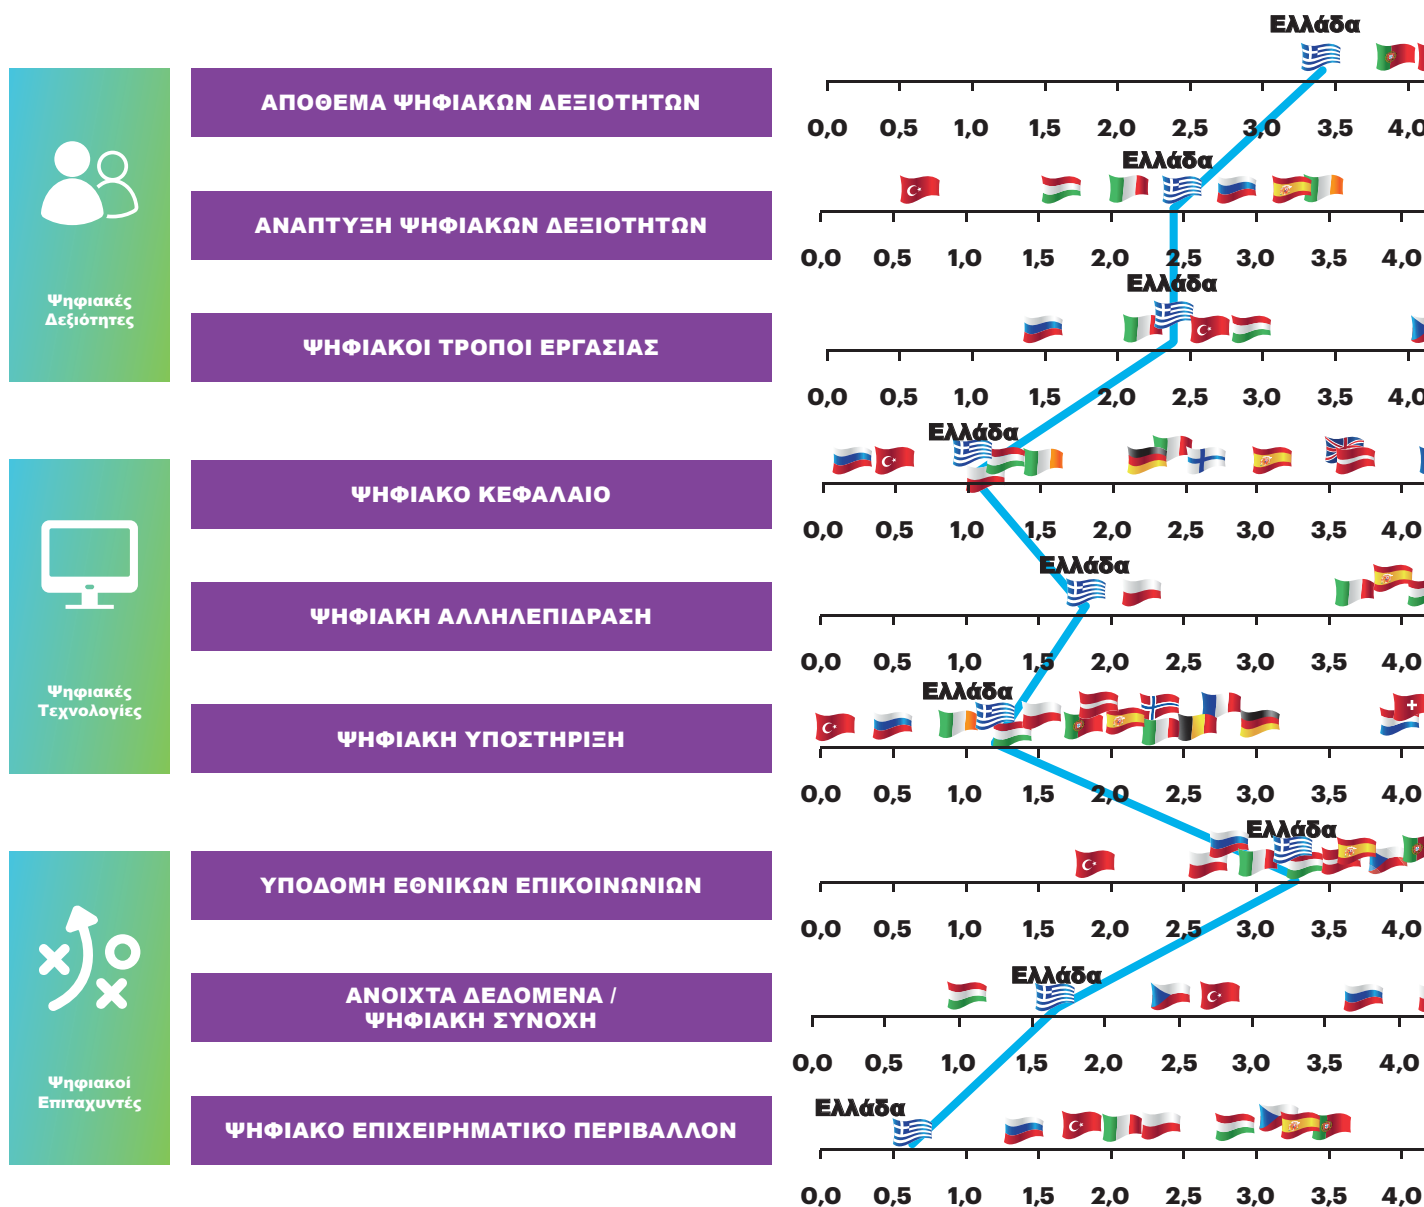 Ελλάδα
ΑΠΟΘΕΜΑ ΨΗΦΙΑΚΩΝ ΔΕΞΙΟΤΗΤΩΝ
0,0 0,5 1,0 1,5 2,0 2,5 3,0 3,5 4,0
Ελλάδα
ΑΝΑΠΤΥΞΗ ΨΗΦΙΑΚΩΝ ΔΕΞΙΟΤΗΤΩΝ
0,0 0,5 1,0 1,5 2,0 2,5 3,0 3,5 4,0
Ελλάδα
Ψηφιακές
Δεξιότητες
ΨΗΦΙΑΚΟΙ ΤΡΟΠΟΙ ΕΡΓΑΣΙΑΣ
0,0 0,5 1,0 1,5 2,0 2,5 3,0 3,5 4,0
Ελλάδα
ΨΗΦΙΑΚΟ ΚΕΦΑΛΑΙΟ
0,0 0,5 1,0 1,5 2,0 2,5 3,0 3,5 4,0
Ελλάδα
ΨΗΦΙΑΚΗ ΑΛΛΗΛΕΠΙΔΡΑΣΗ
0,0 0,5 1,0 1,5 2,0 2,5 3,0 3,5 4,0
Ελλάδα
Ψηφιακές
Τεχνολογίες
ΨΗΦΙΑΚΗ ΥΠΟΣΤΗΡΙΞΗ
0,0 0,5 1,0 1,5 2,0 2,5 3,0 3,5 4,0
Ελλάδα
ΥΠΟΔΟΜΗ ΕΘΝΙΚΩΝ ΕΠΙΚΟΙΝΩΝΙΩΝ
0,0 0,5 1,0 1,5 2,0 2,5 3,0 3,5 4,0
Ελλάδα
ΑΝΟΙΧΤΑ ΔΕΔΟΜΕΝΑ /
ΨΗΦΙΑΚΗ ΣΥΝΟΧΗ
0,0 0,5 1,0 1,5 2,0 2,5 3,0 3,5 4,0
Ελλάδα
Ψηφιακοί
Επιταχυντές
ΨΗΦΙΑΚΟ ΕΠΙΧΕΙΡΗΜΑΤΙΚΟ ΠΕΡΙΒΑΛΛΟΝ
0,0 0,5 1,0 1,5 2,0 2,5 3,0 3,5 4,0